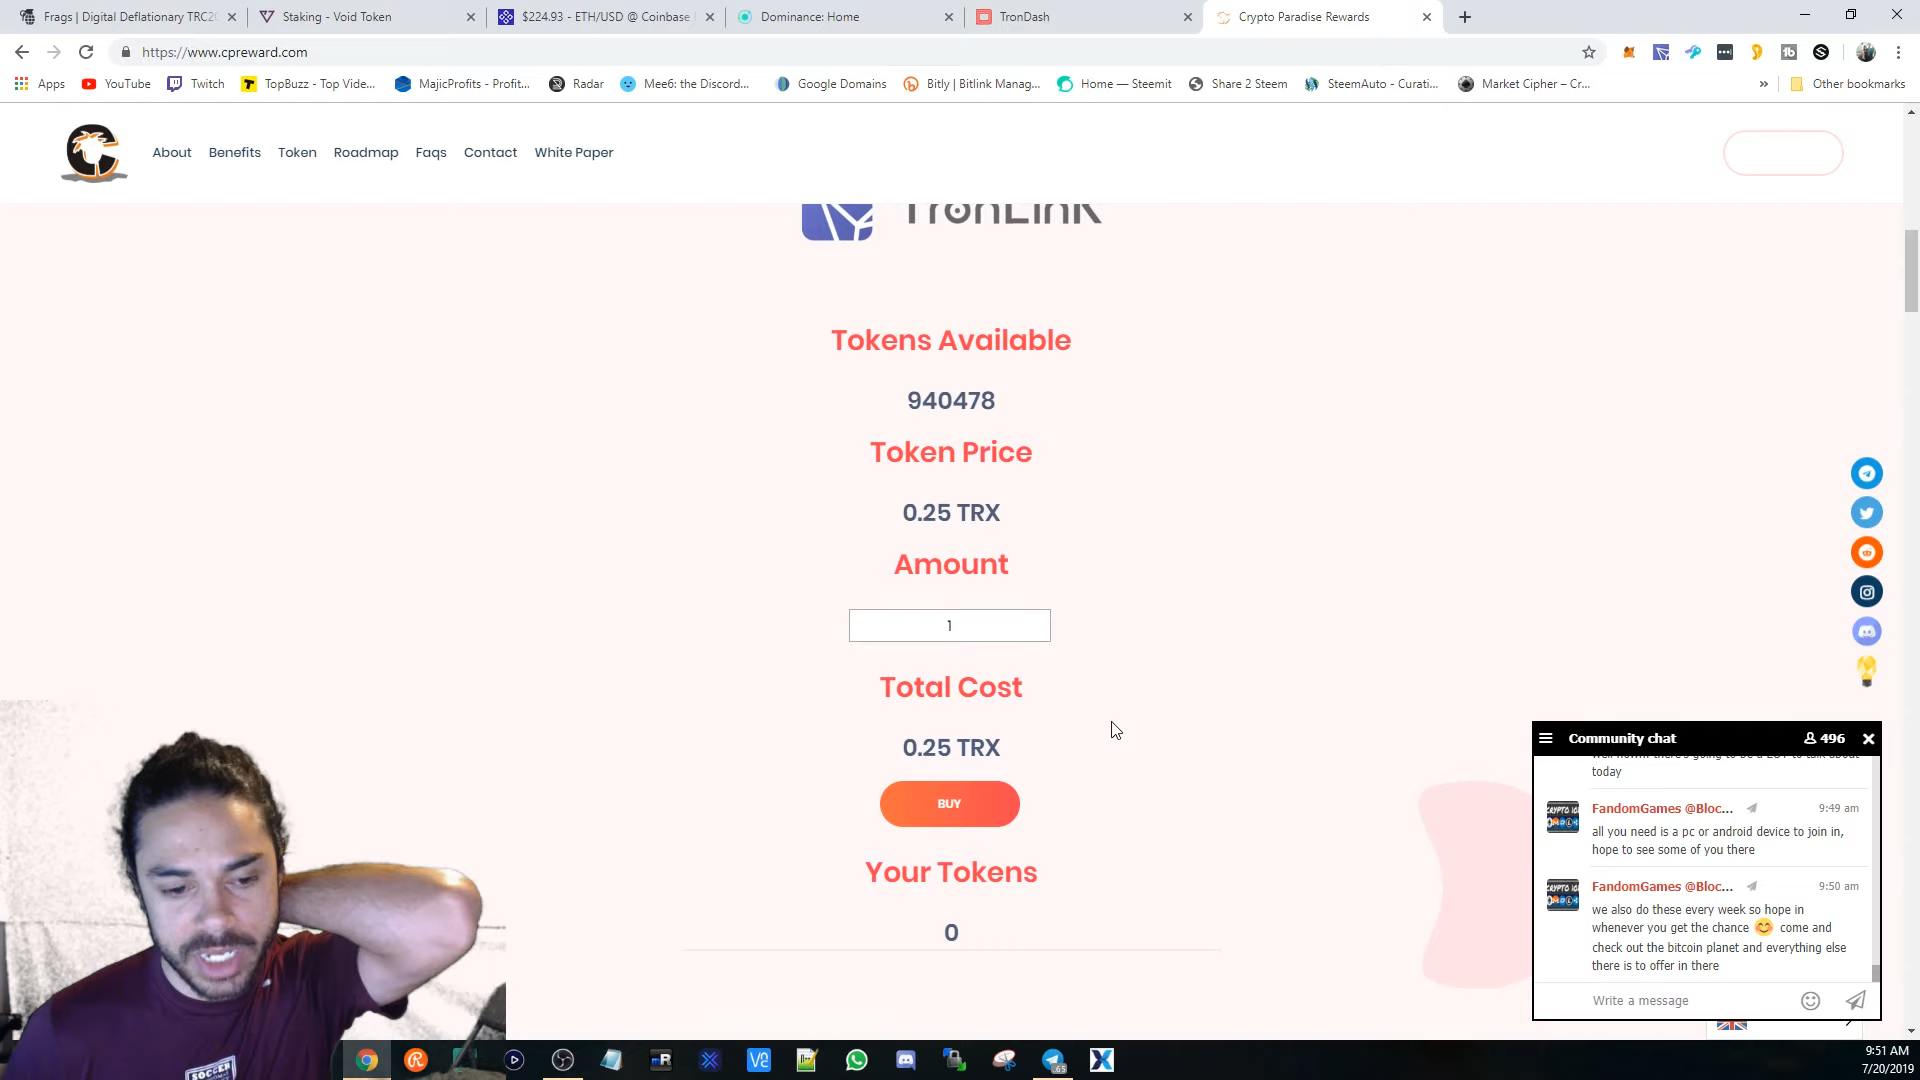 Frags | Digital Deflationary TRC20
Staking - Void Token
$224.93 - ETH/USD @ Coinbase
Dominance: Home
TronDash
Crypto Paradise Rewards
https://www.cpreward.com
Apps
YouTube
Twitch
TopBuzz - Top Vide...
MajicProfits - Profit...
Radar
Mee6: the Discord...
Google Domains
Bitly | Bitlink Manag...
Home — Steemit
Share 2 Steem
SteemAuto - Curati...
Market Cipher – Cr...
Other bookmarks
About
Benefits
Token
Roadmap
Faqs
Contact
White Paper
TronLink
Tokens Available
940478
Token Price
0.25 TRX
Amount
1
Total Cost
0.25 TRX
BUY
Your Tokens
0
Community chat
496
today
FandomGames @Bloc...
9:49 am
all you need is a pc or android device to join in,
hope to see some of you there
FandomGames @Bloc...
9:50 am
we also do these every week so hope in
whenever you get the chance 😊 come and
check out the bitcoin planet and everything else
there is to offer in there
Write a message
SOCCER
9:51 AM
7/20/2019